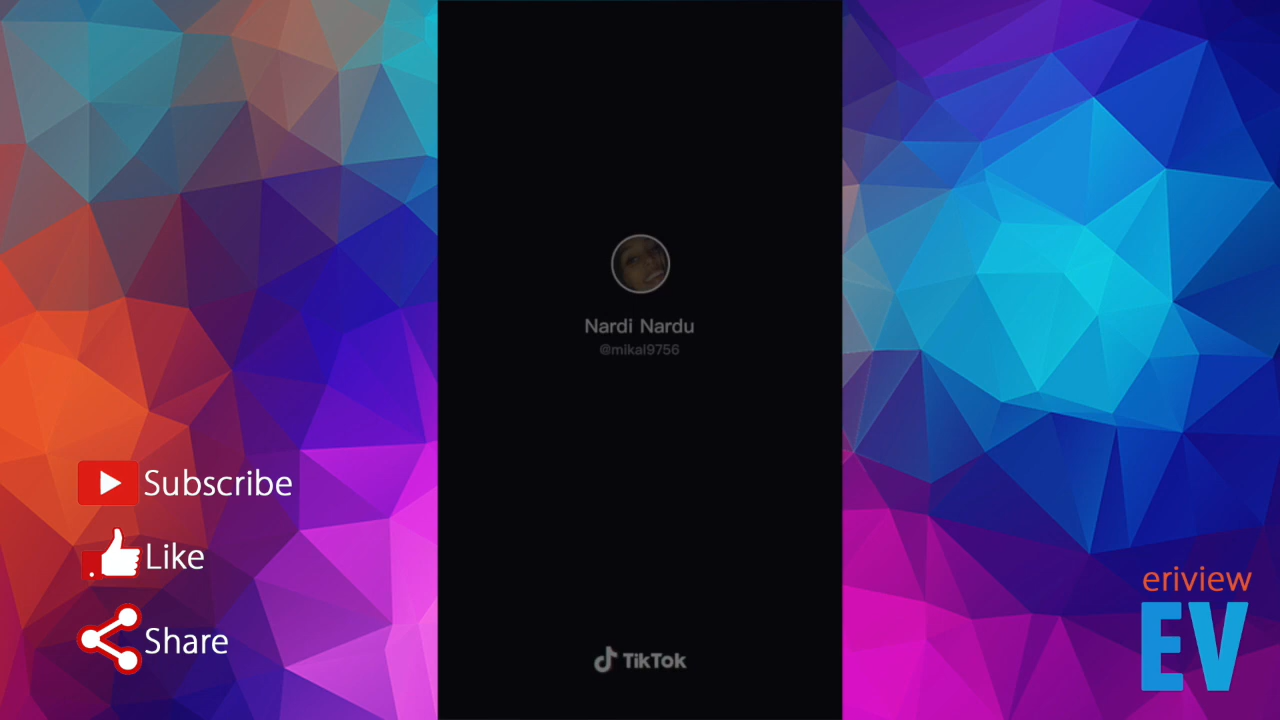 Nardi Nardu
@mikal9756
Subscribe
Like
Share
eriview
EV
TikTok